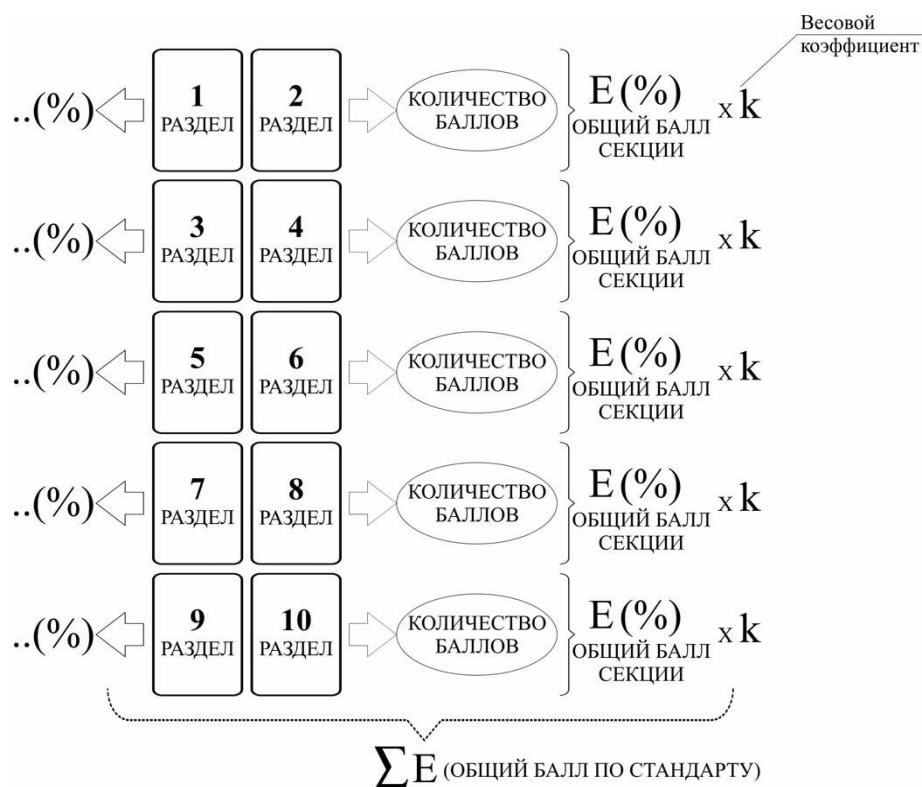 Весовой
коэффициент
..(%) 1 2 КОЛИЧЕСТВО E (%) x k
РАЗДЕЛ РАЗДЕЛ БАЛЛОВ ОБЩИЙ БАЛЛ
СЕКЦИИ
..(%) 3 4 КОЛИЧЕСТВО E (%) x k
РАЗДЕЛ РАЗДЕЛ БАЛЛОВ ОБЩИЙ БАЛЛ
СЕКЦИИ
..(%) 5 6 КОЛИЧЕСТВО E (%) x k
РАЗДЕЛ РАЗДЕЛ БАЛЛОВ ОБЩИЙ БАЛЛ
СЕКЦИИ
..(%) 7 8 КОЛИЧЕСТВО E (%) x k
РАЗДЕЛ РАЗДЕЛ БАЛЛОВ ОБЩИЙ БАЛЛ
СЕКЦИИ
..(%) 9 10 КОЛИЧЕСТВО E (%) x k
РАЗДЕЛ РАЗДЕЛ БАЛЛОВ ОБЩИЙ БАЛЛ
СЕКЦИИ
∑ E (ОБЩИЙ БАЛЛ ПО СТАНДАРТУ)